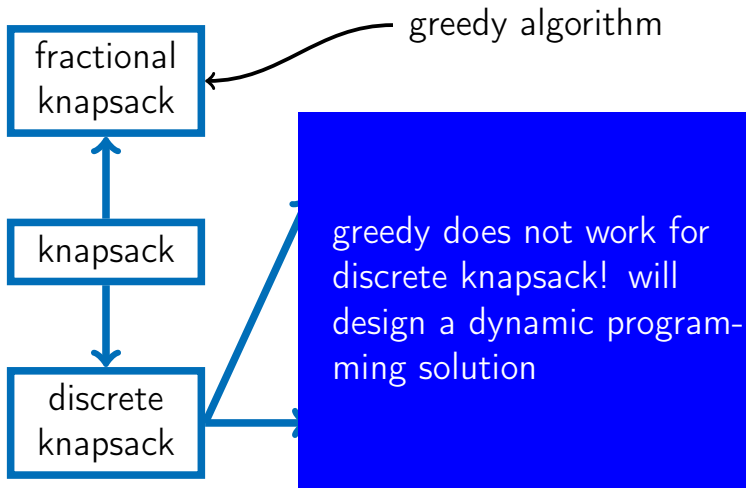 greedy algorithm
fractional
knapsack
knapsack
greedy does not work for
discrete knapsack! will
design a dynamic program-
ming solution
discrete
knapsack